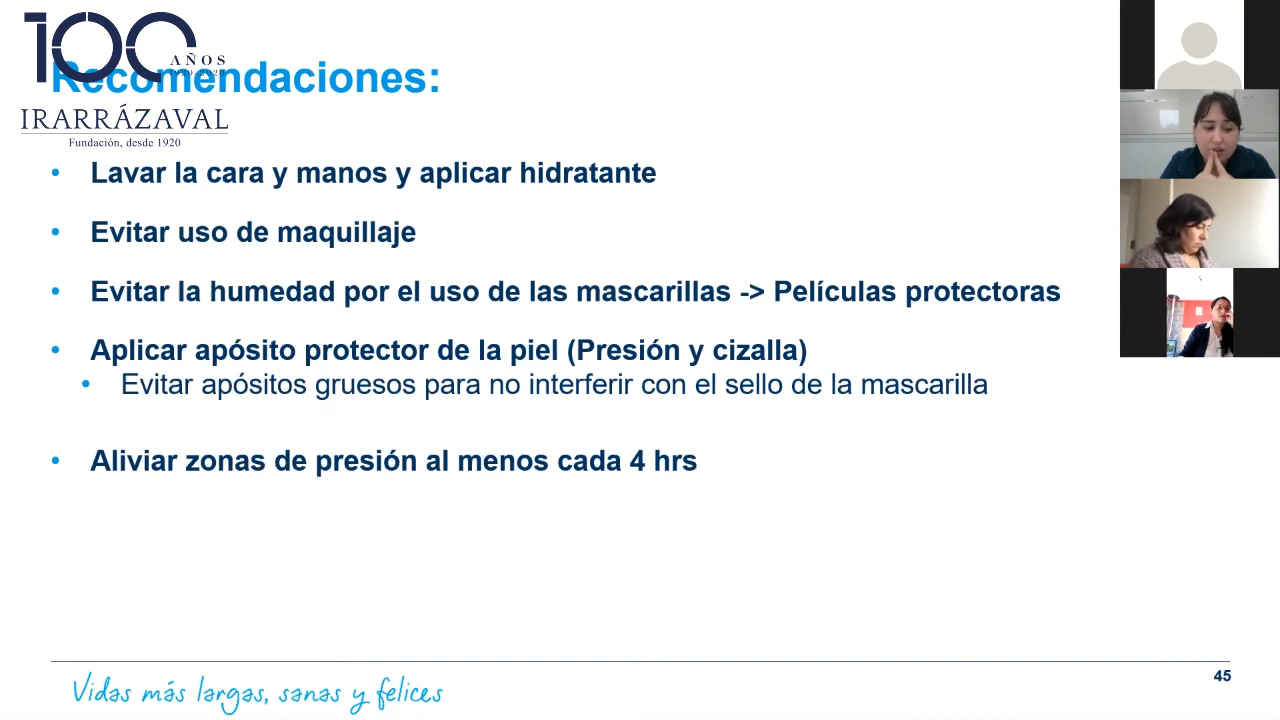 100
AÑOS
1920-2020
Recomendaciones:
IRARRÁZAVAL
Fundación, desde 1920
• Lavar la cara y manos y aplicar hidratante
• Evitar uso de maquillaje
• Evitar la humedad por el uso de las mascarillas -> Películas protectoras
• Aplicar apósito protector de la piel (Presión y cizalla)
• Evitar apósitos gruesos para no interferir con el sello de la mascarilla
• Aliviar zonas de presión al menos cada 4 hrs
45
Vidas más largas, sanas y felices